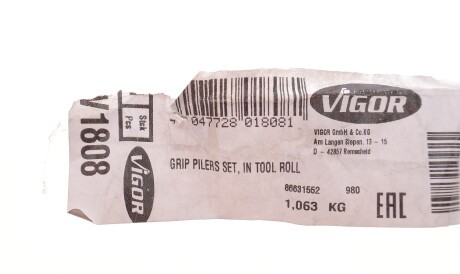 V1808
Stck
Pcs
VIGOR
047728 018081
VIGOR
VIGOR GmbH & Co.KG
Am Langen Siepen. 13 - 15
D - 42857 Remscheid
GRIP PILERS SET, IN TOOL ROLL
86631552 980
1,063 KG
EAC